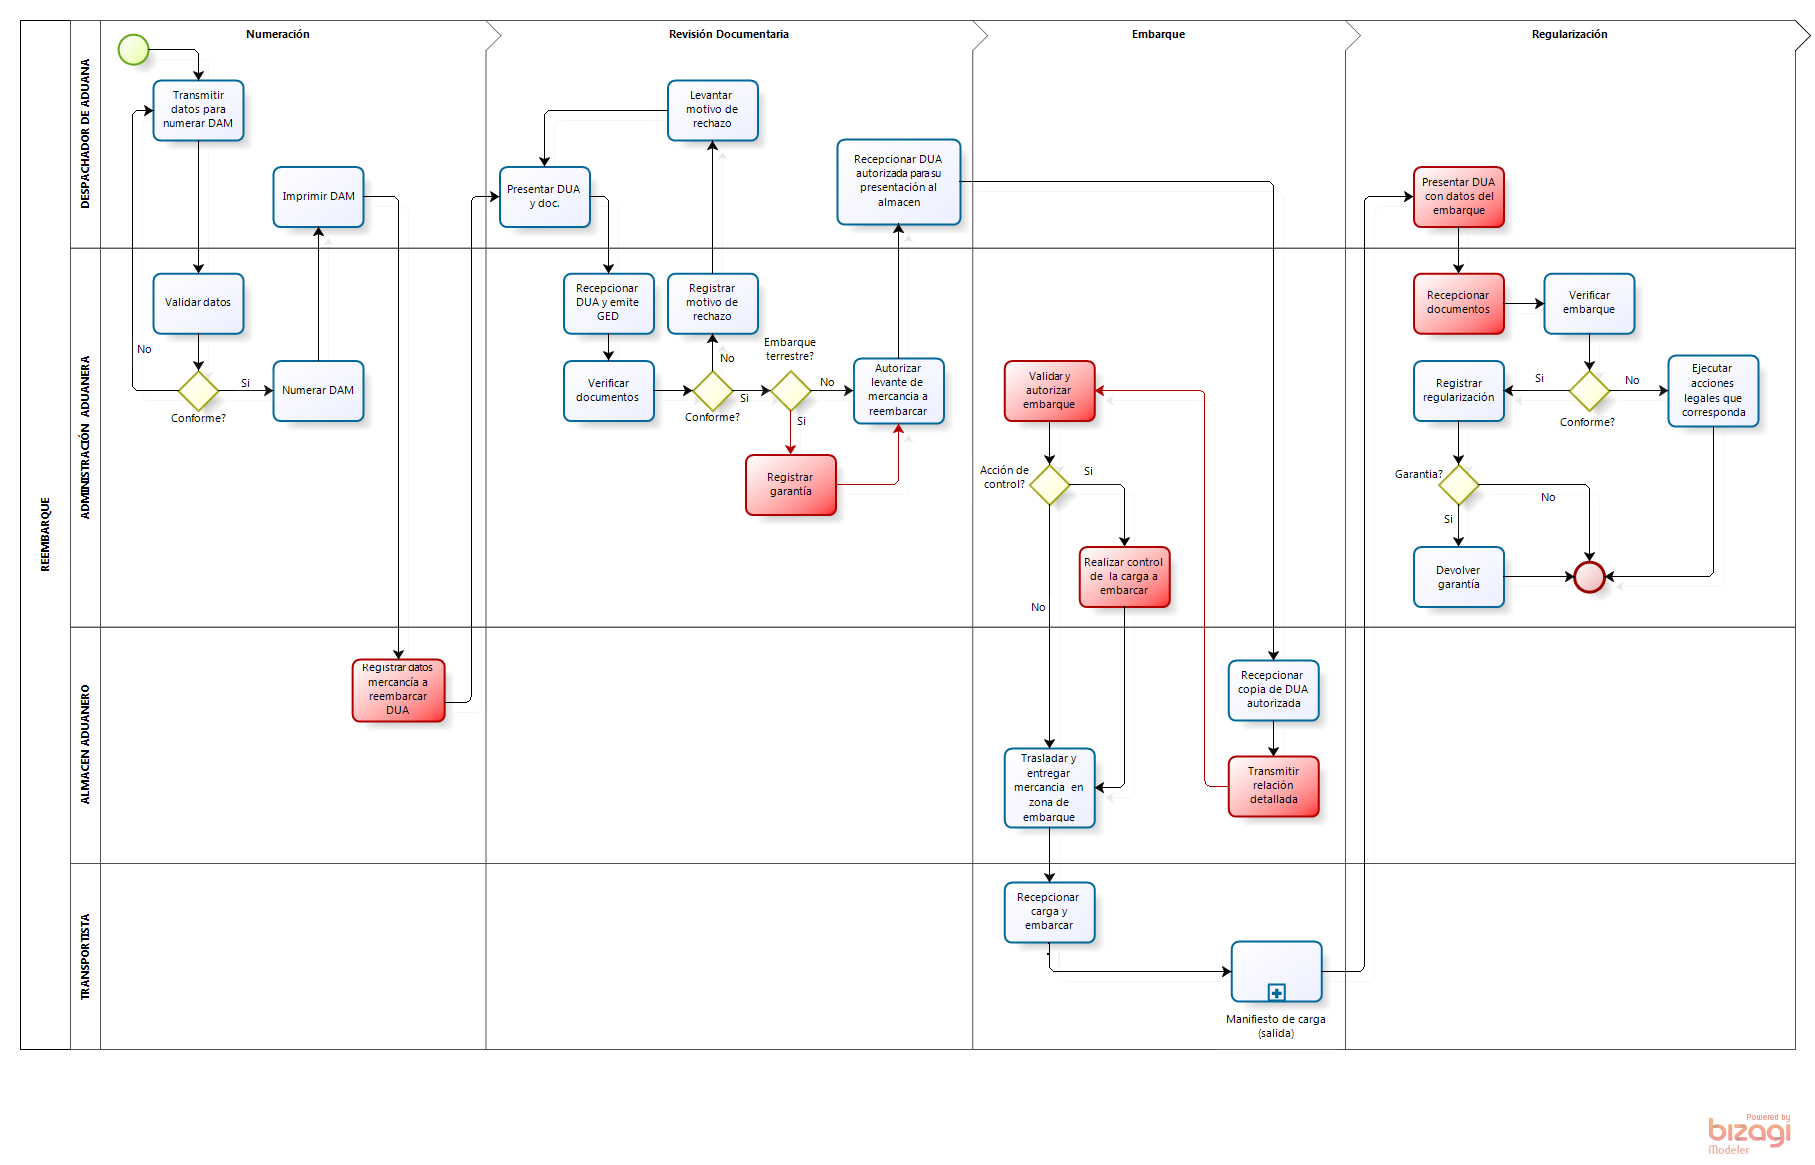 Numeración
Revisión Documentaria
Embarque
Regularización
REEMBARQUE
DESPACHADOR DE ADUANA
Transmitir
datos para
numerar DAM
Imprimir DAM
Levantar
motivo de
rechazo
Presentar DUA
y doc.
Recepcionar DUA
autorizada para su
presentación al
almacen
Presentar DUA
con datos del
embarque
ADMINISTRACIÓN ADUANERA
Validar datos
No
Conforme?
Si
Numerar DAM
Recepcionar
DUA y emite
GED
Verificar
documentos
Registrar
motivo de
rechazo
No
Conforme?
Si
Embarque
terrestre?
No
Si
Autorizar
levante de
mercancia a
reembarcar
Registrar
garantía
Validar y
autorizar
embarque
Acción de
control?
Si
No
Realizar control
de la carga a
embarcar
Recepcionar
documentos
Verificar
embarque
Registrar
regularización
Si
No
Conforme?
Ejecutar
acciones
legales que
corresponda
Garantia?
No
Si
Devolver
garantía
ALMACEN ADUANERO
Registrar datos
mercancía a
reembarcar
DUA
Recepcionar
copia de DUA
autorizada
Trasladar y
entregar
mercancia en
zona de
embarque
Transmitir
relación
detallada
TRANSPORTISTA
Recepcionar
carga y
embarcar
Manifiesto de carga
(salida)
Powered by
bizagi
Modeler